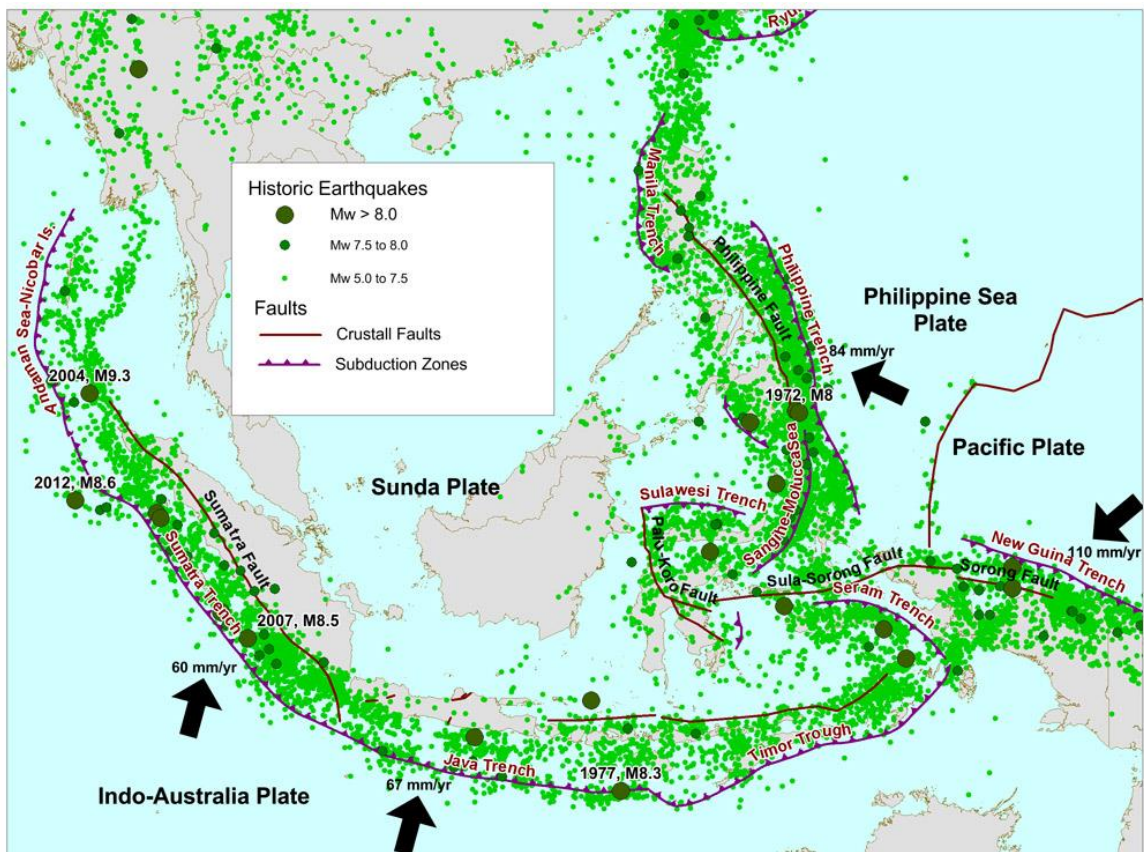 Ryu
Historic Earthquakes
Mw > 8.0
Mw 7.5 to 8.0
Mw 5.0 to 7.5
Faults
Crustall Faults
Subduction Zones
Manila Trench
Philippine Fault
Philippine Trench
Philippine Sea
Plate
84 mm/yr
Andaman Sea-Nicobar Is.
2004, M9.3
1972, M8
Pacific Plate
2012, M8.6
Sunda Plate
Sulawesi Trench
Sangihe-MoluccaSea
110 mm/yr
New Guina Trench
Sumatra Fault
Sumatra Trench
Palu-Koro Fault
Sula-Sorong Fault
Sorong Fault
Seram Trench
2007, M8.5
60 mm/yr
Timor Trough
Java Trench
1977, M8.3
67 mm/yr
Indo-Australia Plate